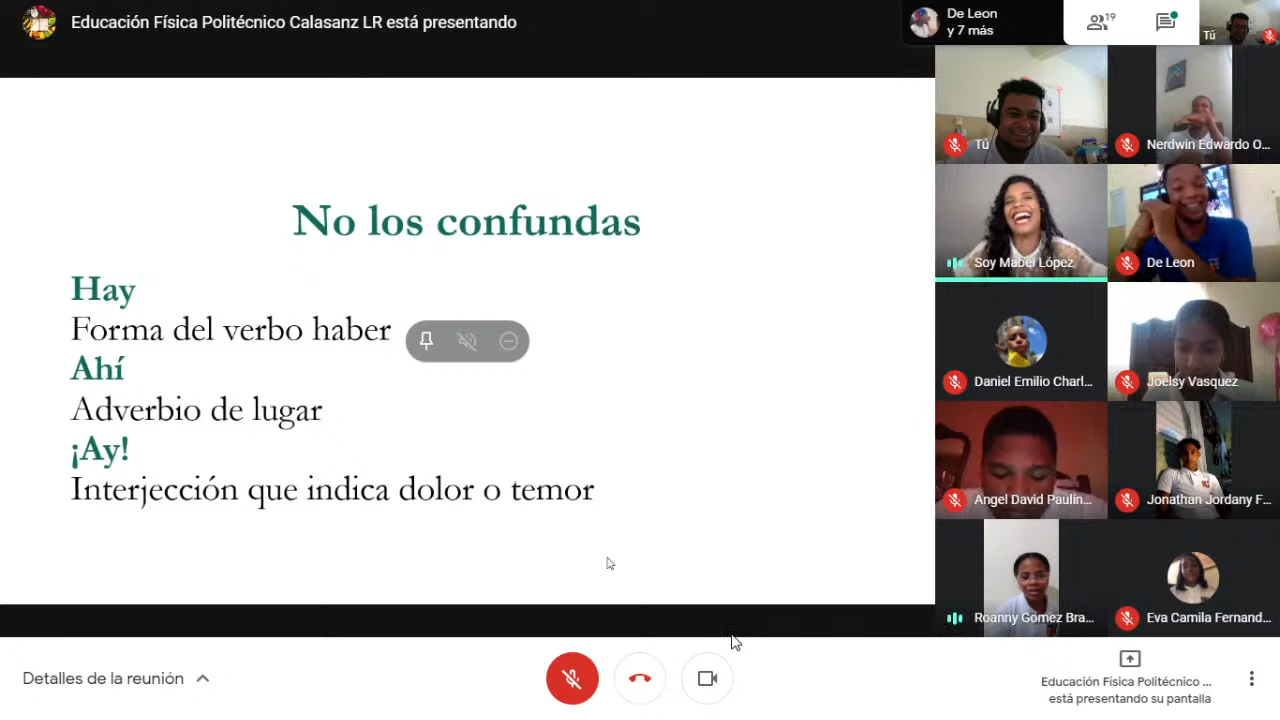 Educación Física Politécnico Calasanz LR está presentando
De Leon
y 7 más
19
Tú
No los confundas
Hay
Forma del verbo haber
Ahí
Adverbio de lugar
¡Ay!
Interjección que indica dolor o temor
Tú
Nerdwin Edwardo O...
Soy Mabel López
De Leon
Daniel Emilio Charl...
Joelsy Vasquez
Angel David Paulin...
Jonathan Jordany F...
Roanny Gomez Bra...
Eva Camila Fernand...
Detalles de la reunión
Educación Física Politécnico ...
está presentando su pantalla